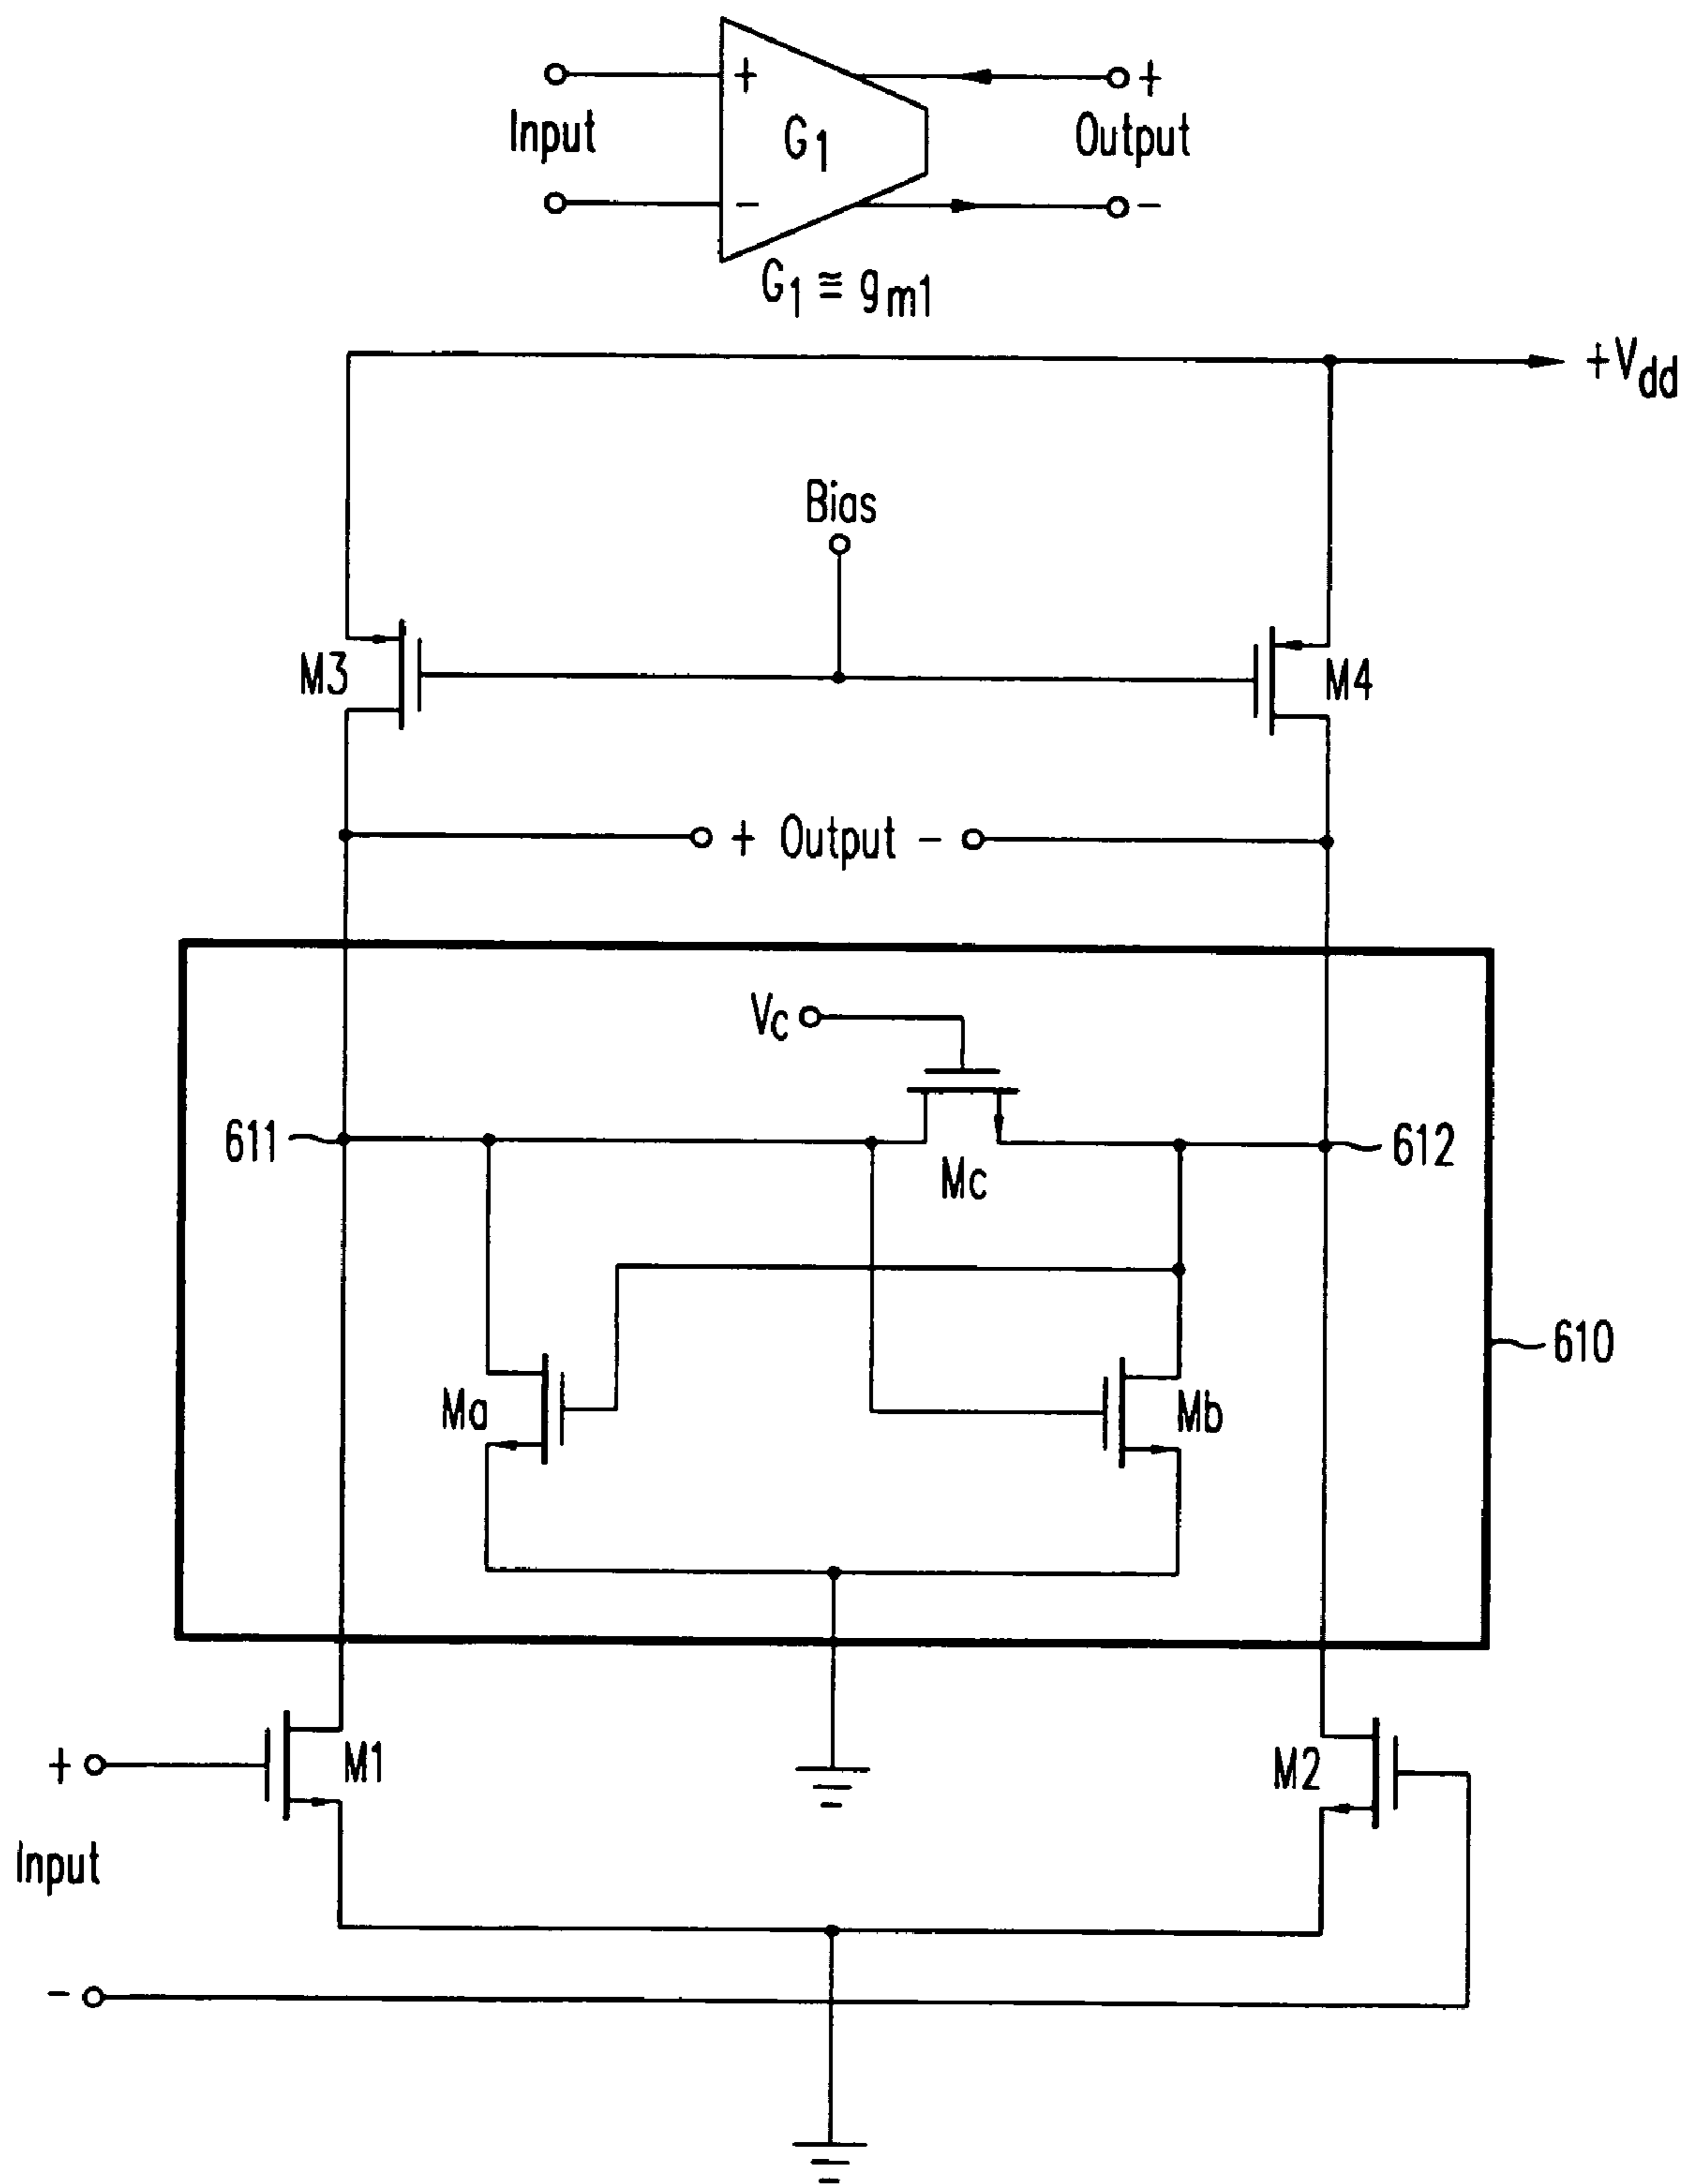 + +
Input G1 Output
- -
G1 ≅ gm1
+Vdd
Bias
M3 M4
+ Output -
Vc
611 612
Mc
610
Ma Mb
+ M1 M2
Input
-